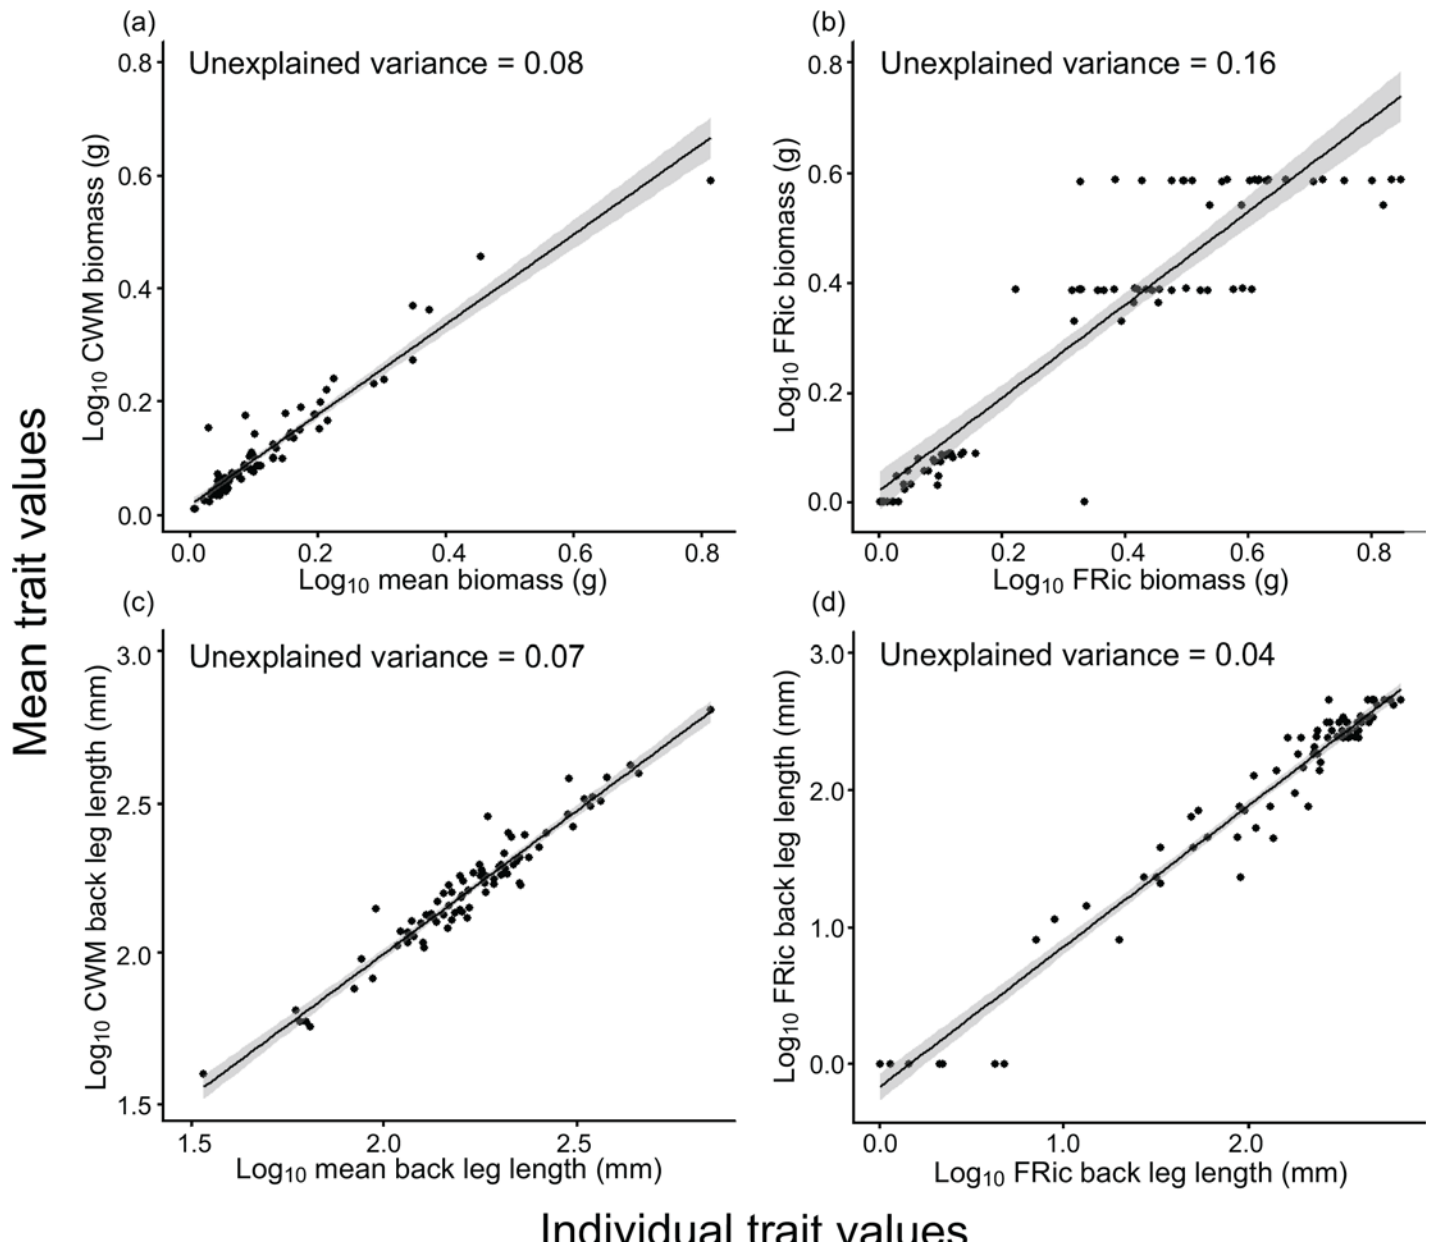 (a)
Unexplained variance = 0.08
Log10 CWM biomass (g)
0.8
0.6
0.4
0.2
0.0
0.0 0.2 0.4 0.6 0.8
Log10 mean biomass (g)
(b)
Unexplained variance = 0.16
Log10 FRic biomass (g)
0.8
0.6
0.4
0.2
0.0
0.0 0.2 0.4 0.6 0.8
Log10 FRic biomass (g)
Mean trait values
(c)
Unexplained variance = 0.07
Log10 CWM back leg length (mm)
3.0
2.5
2.0
1.5
1.5 2.0 2.5
Log10 mean back leg length (mm)
(d)
Unexplained variance = 0.04
Log10 FRic back leg length (mm)
3.0
2.0
1.0
0.0
0.0 1.0 2.0
Log10 FRic back leg length (mm)
Individual trait values